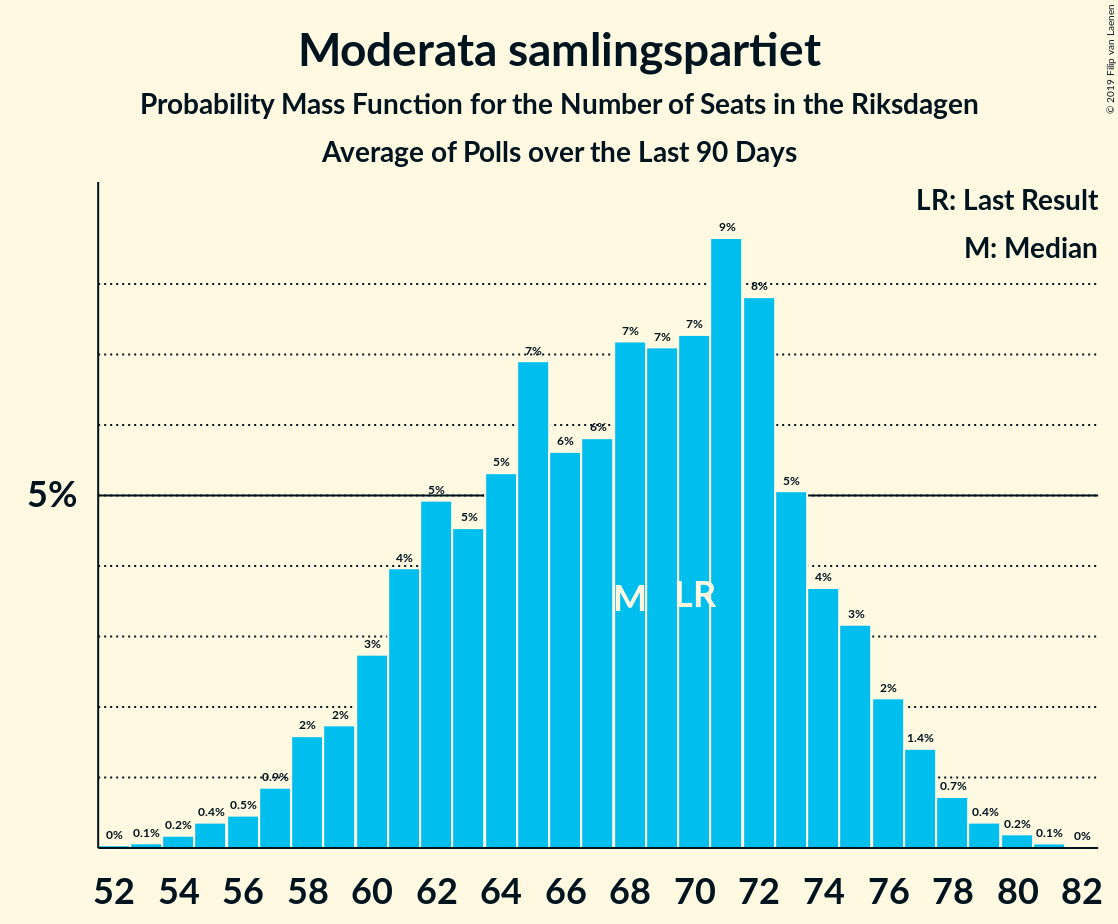 Moderata samlingspartiet
Probability Mass Function for the Number of Seats in the Riksdagen
Average of Polls over the Last 90 Days
© 2019 Filip van Laenen
LR: Last Result
M: Median
5%
0% 0.1% 0.2% 0.4% 0.5% 0.9% 2% 2% 3% 4% 5% 5% 5% 7% 6% 6% 7% 7% 7% 9% 8% 5% 4% 3% 2% 1.4% 0.7% 0.4% 0.2% 0.1% 0%
M LR
52 54 56 58 60 62 64 66 68 70 72 74 76 78 80 82